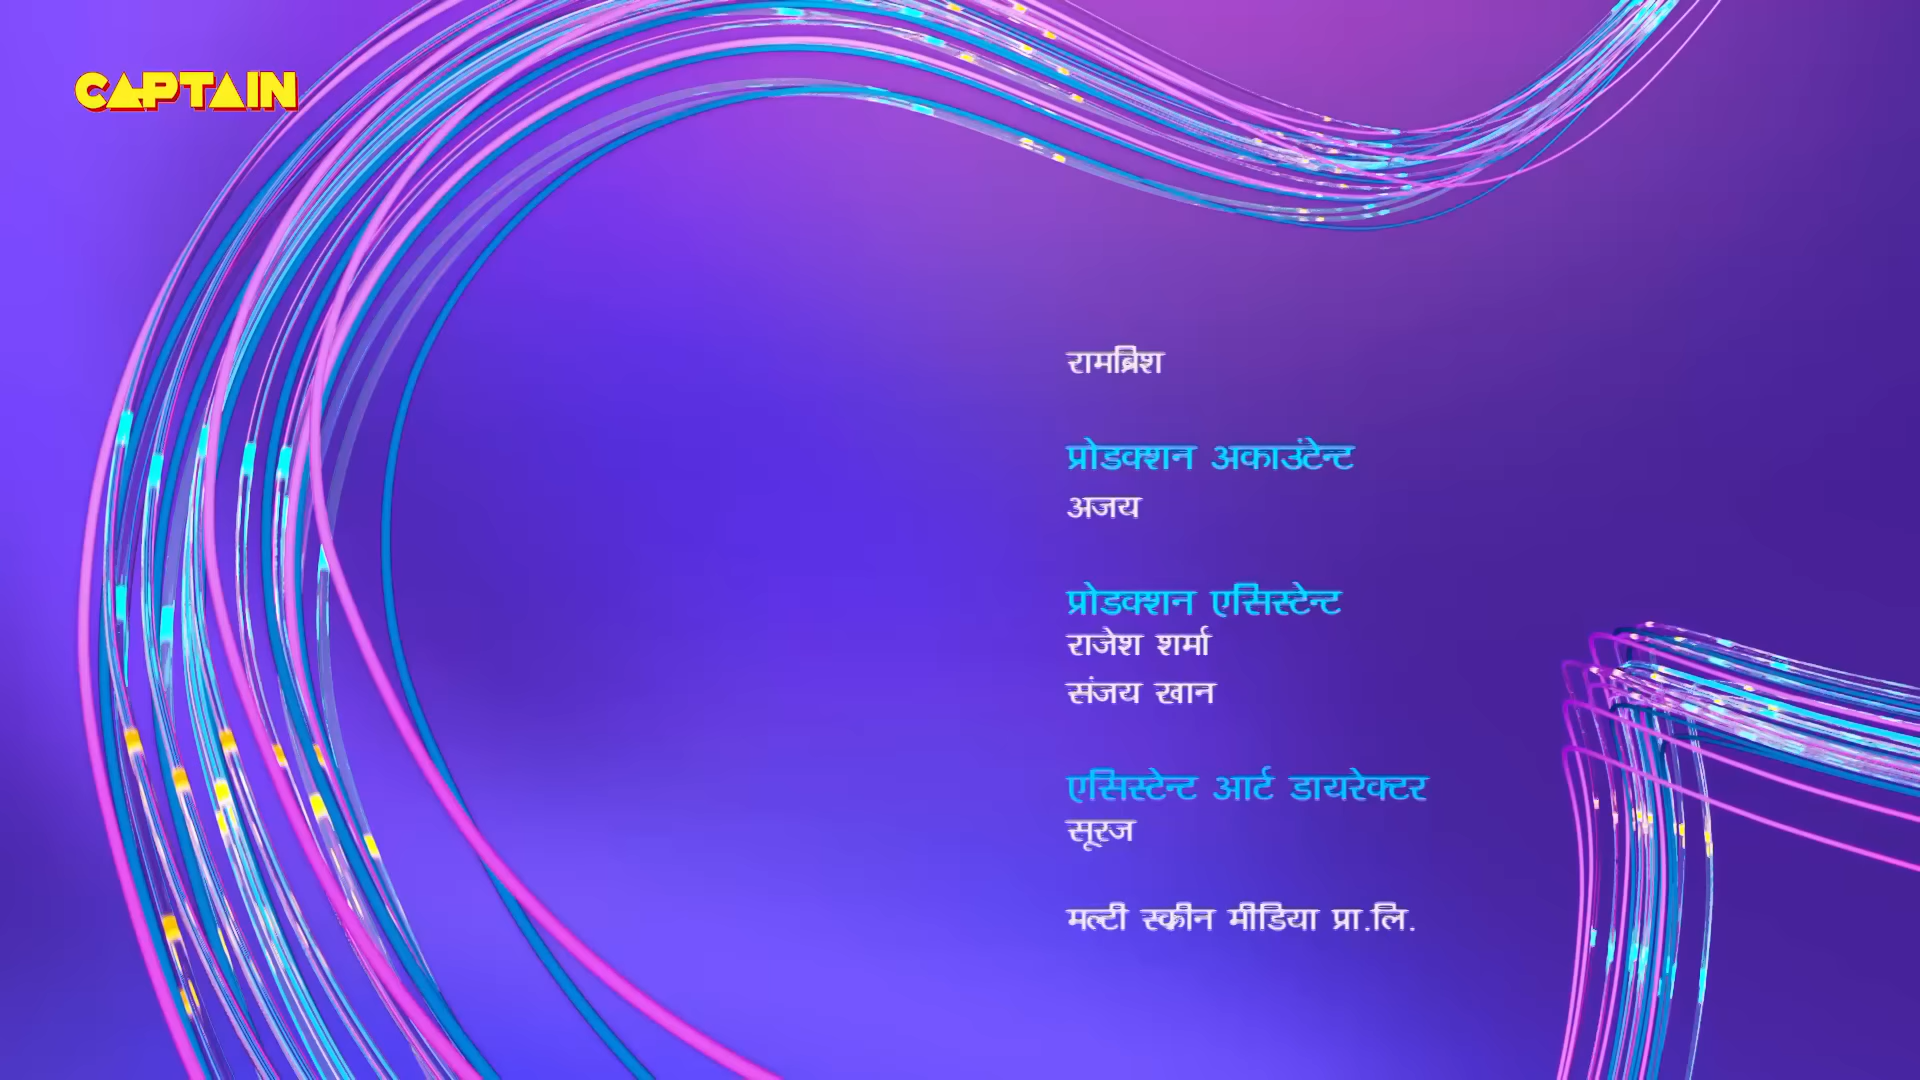 CAPTAIN
रामब्रिश
प्रोडक्शन अकाउंटेन्ट
अजय
प्रोडक्शन एसिस्टेन्ट
राजेश शर्मा
संजय खान
एसिस्टेन्ट आर्ट डायरेक्टर
सूरज
मल्टी स्क्रीन मीडिया प्रा.लि.